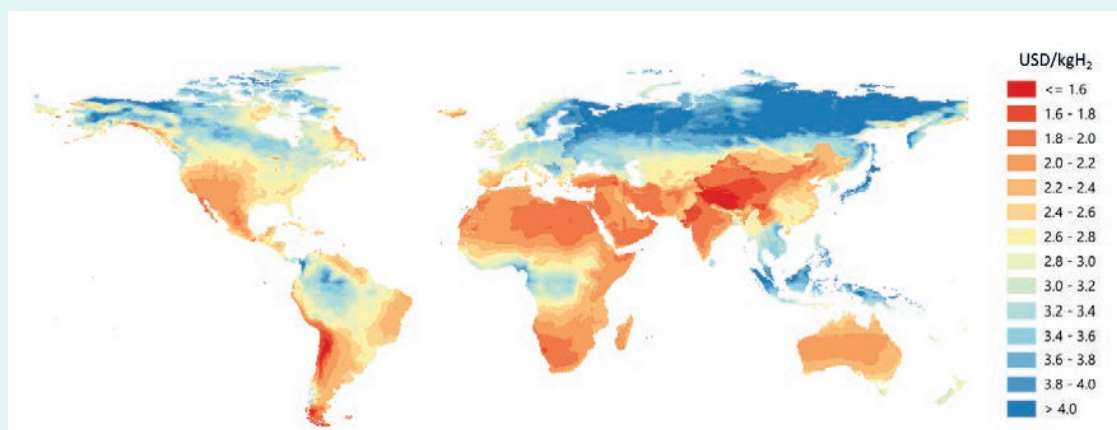 USD/kgH₂
<= 1.6
1.6 - 1.8
1.8 - 2.0
2.0 - 2.2
2.2 - 2.4
2.4 - 2.6
2.6 - 2.8
2.8 - 3.0
3.0 - 3.2
3.2 - 3.4
3.4 - 3.6
3.6 - 3.8
3.8 - 4.0
> 4.0